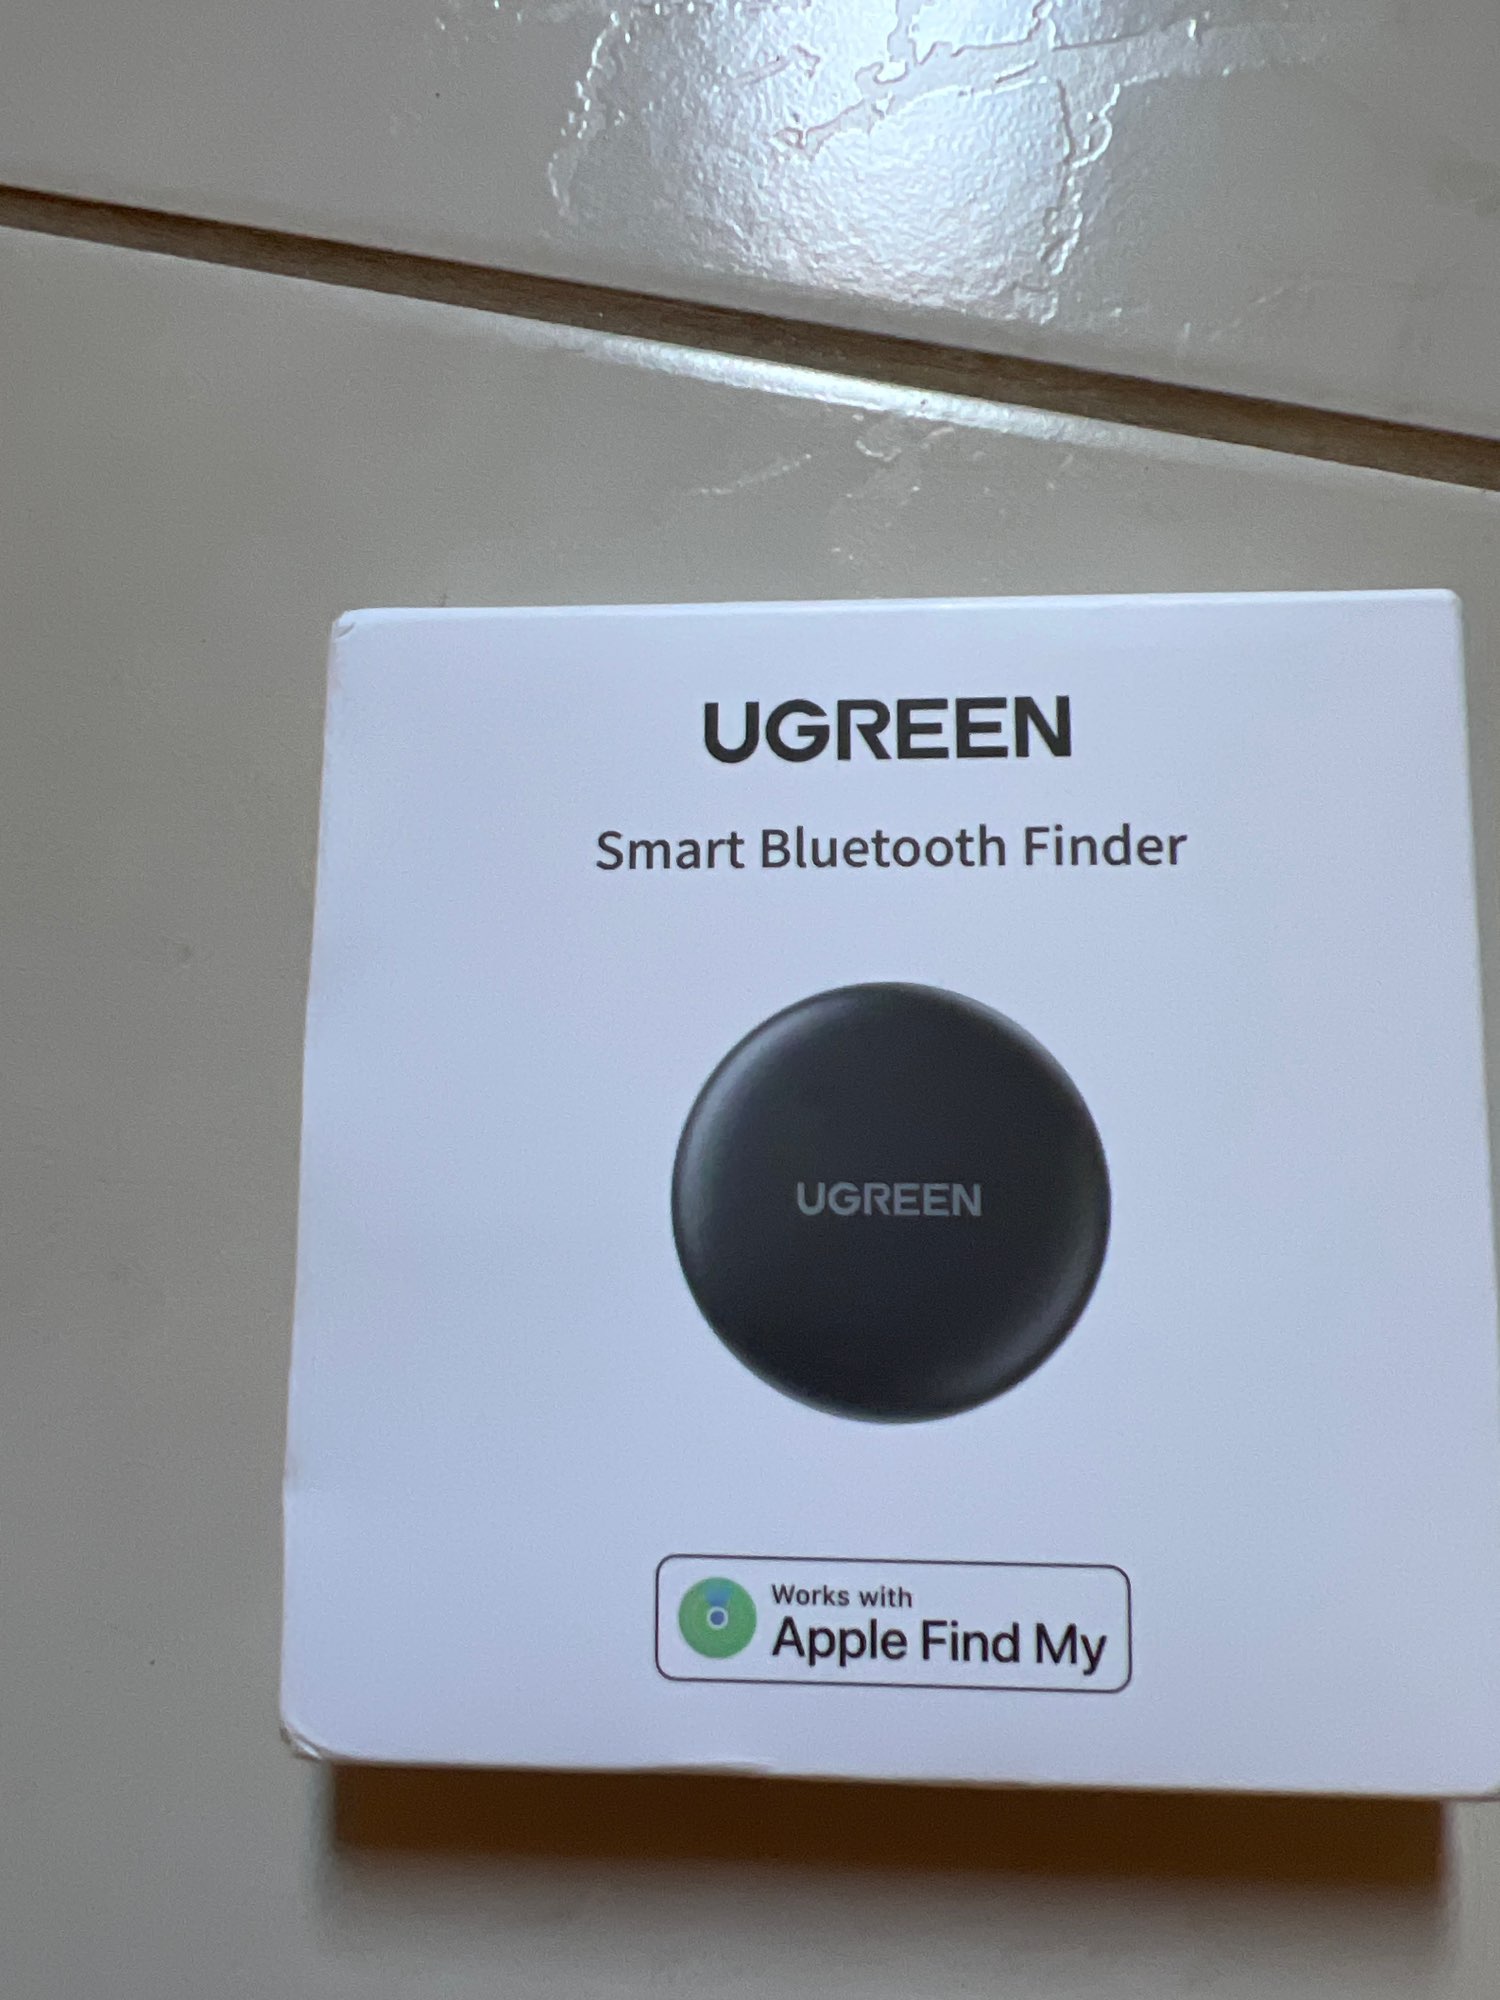 UGREEN
Smart Bluetooth Finder
UGREEN
Works with
Apple Find My